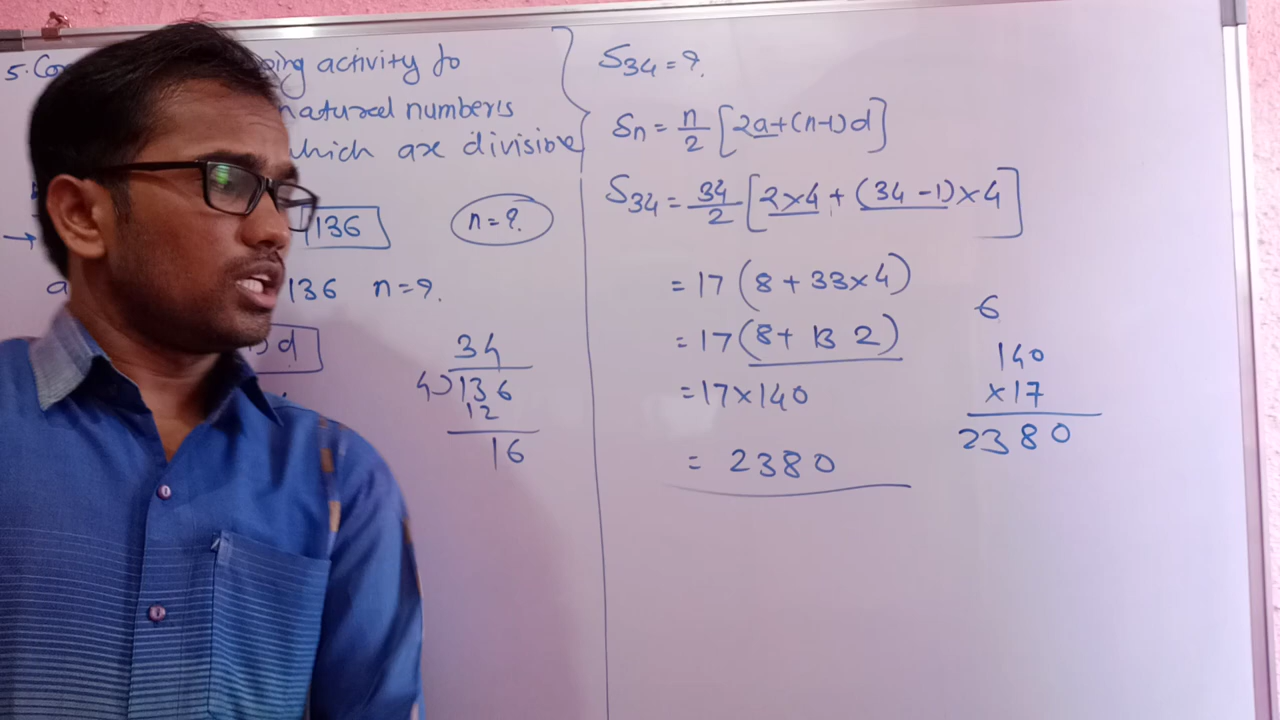 5. activity to
natural numbers
which are divisible
136 n=?
→
a 136 n=?.
d
34
4)136
12
16
S34 = ?.
Sn = n/2 [2a+(n-1)d]
S34 = 34/2 [2×4 + (34 -1)×4]
= 17 (8 + 33×4)
= 17 (8+ 132)
= 17×140
= 2380
6
140
×17
2380